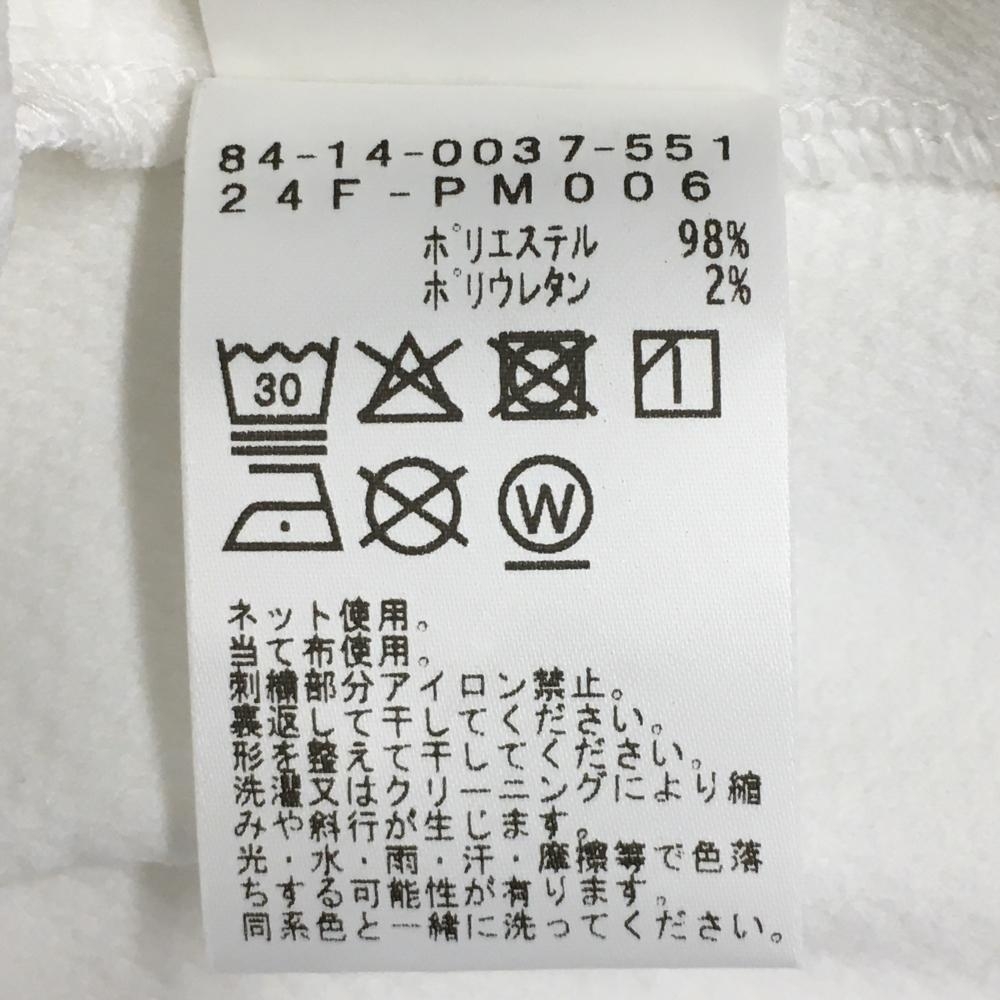 84-14-0037-551
24F-PM006
ポリエステル 98%
ポリウレタン 2%
30
W
ネット使用。
当て布使用。
刺繍部分アイロン禁止。
裏返して干してください。
形を整えて干してください。
洗濯又はクリーニングにより縮
みや斜行が生じます。
光・水・雨・汗・摩擦等で色落
ちする可能性が有ります。
同系色と一緒に洗ってください。